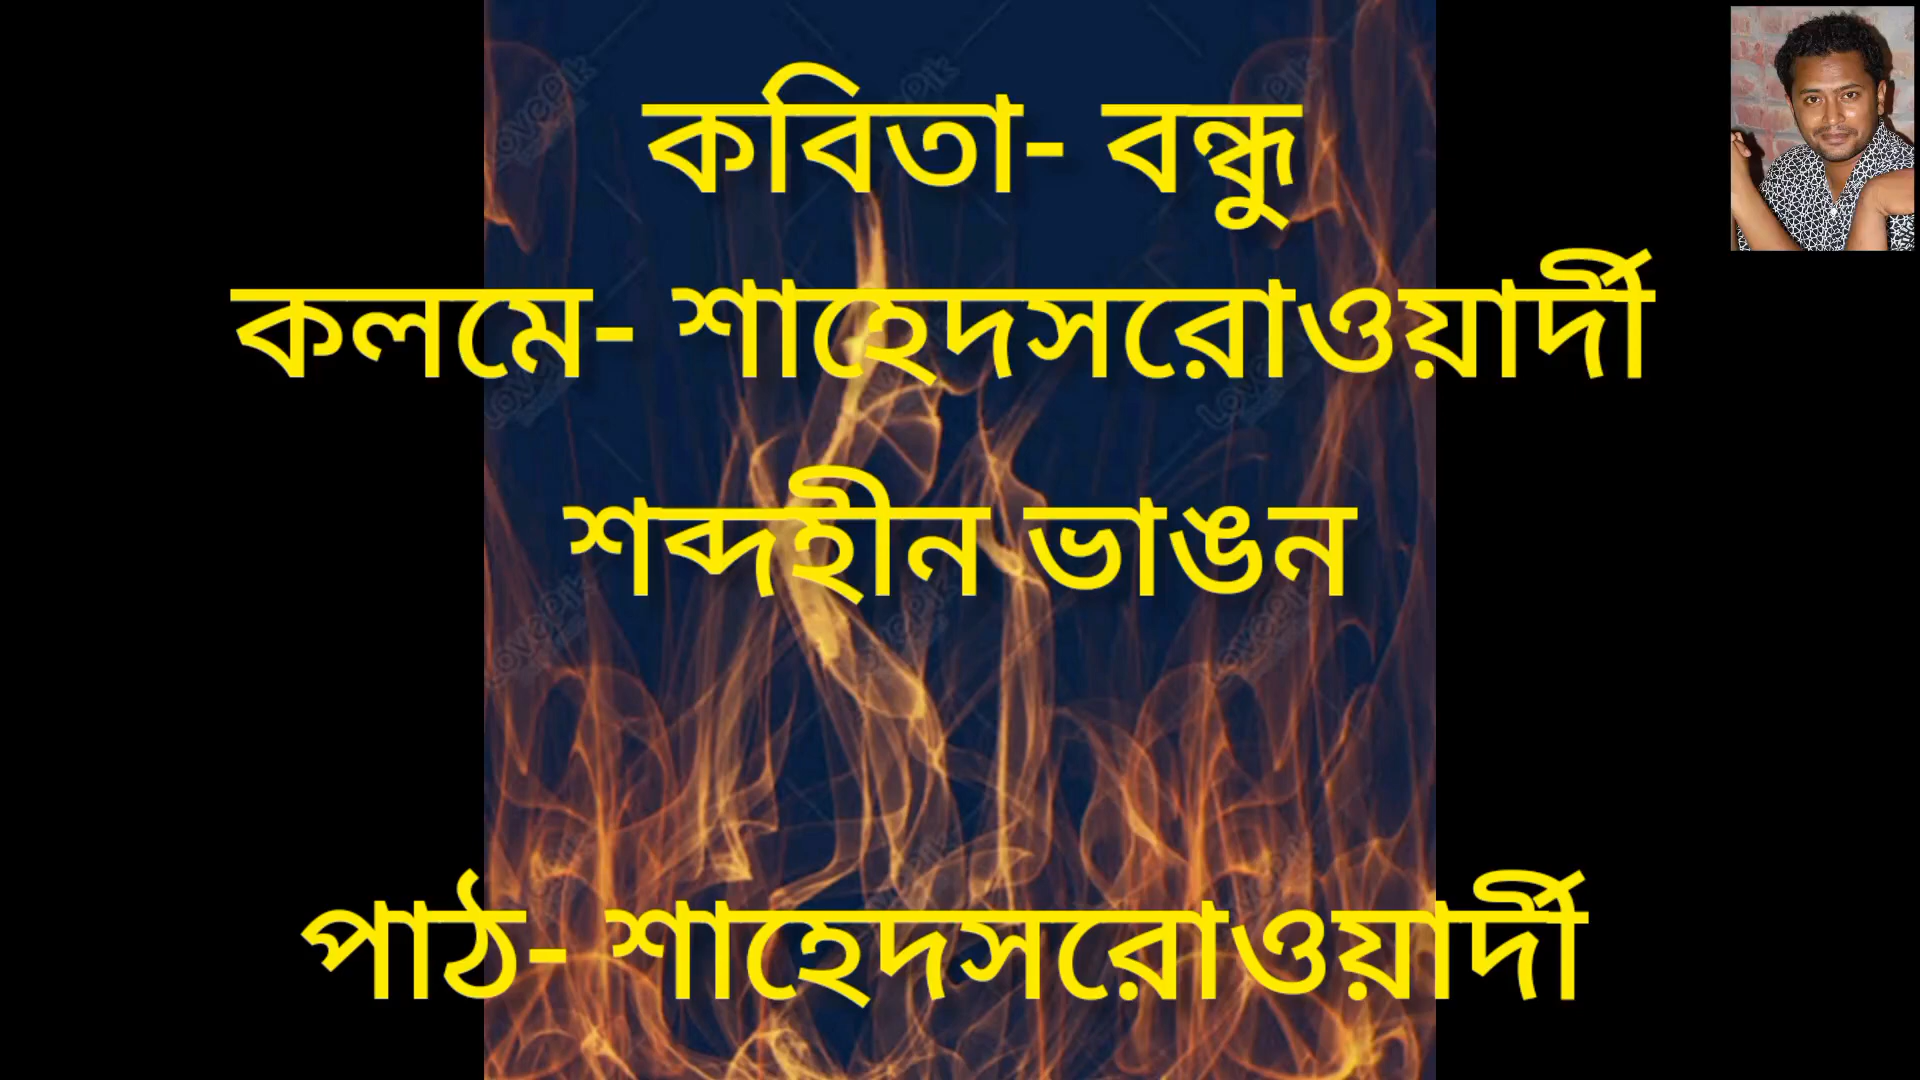 কবিতা- বন্ধু
কলমে- শাহেদসরোওয়ার্দী
শব্দহীন ভাঙন
পাঠ- শাহেদসরোওয়ার্দী